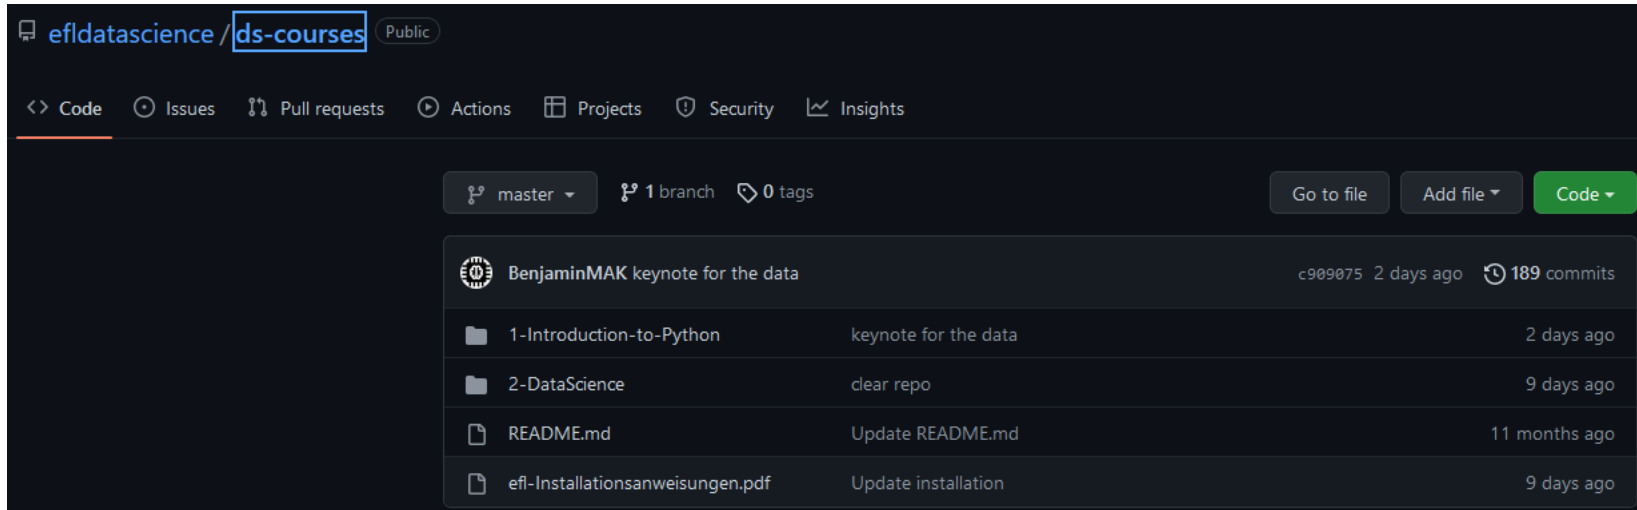 efldatascience / ds-courses Public
Code Issues Pull requests Actions Projects Security Insights
master 1 branch 0 tags Go to file Add file Code
BenjaminMAK keynote for the data c909075 2 days ago 189 commits
1-Introduction-to-Python keynote for the data 2 days ago
2-DataScience clear repo 9 days ago
README.md Update README.md 11 months ago
efl-Installationsanweisungen.pdf Update installation 9 days ago